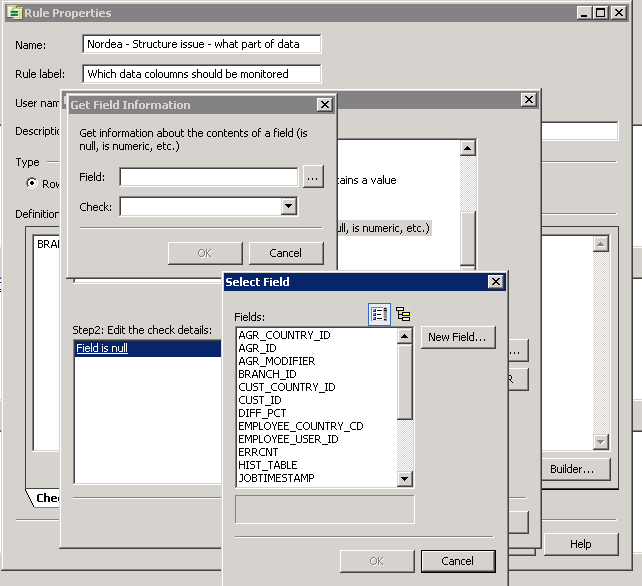 Rule Properties
Name:
Nordea - Structure issue - what part of data
Rule label:
Which data coloumns should be monitored
User nam
Descripti
Type
Row
Definition
BRAN
Get Field Information
Get information about the contents of a field (is
null, is numeric, etc.)
Field:
...
Check:
OK
Cancel
tains a value
ull, is numeric, etc.)
Step2: Edit the check details:
Field is null
Select Field
Fields:
AGR_COUNTRY_ID
AGR_ID
AGR_MODIFIER
BRANCH_ID
CUST_COUNTRY_ID
CUST_ID
DIFF_PCT
EMPLOYEE_COUNTRY_CD
EMPLOYEE_USER_ID
ERRCNT
HIST_TABLE
JOBTIMESTAMP
New Field...
OK
Cancel
...
R
Builder...
Chec
Help